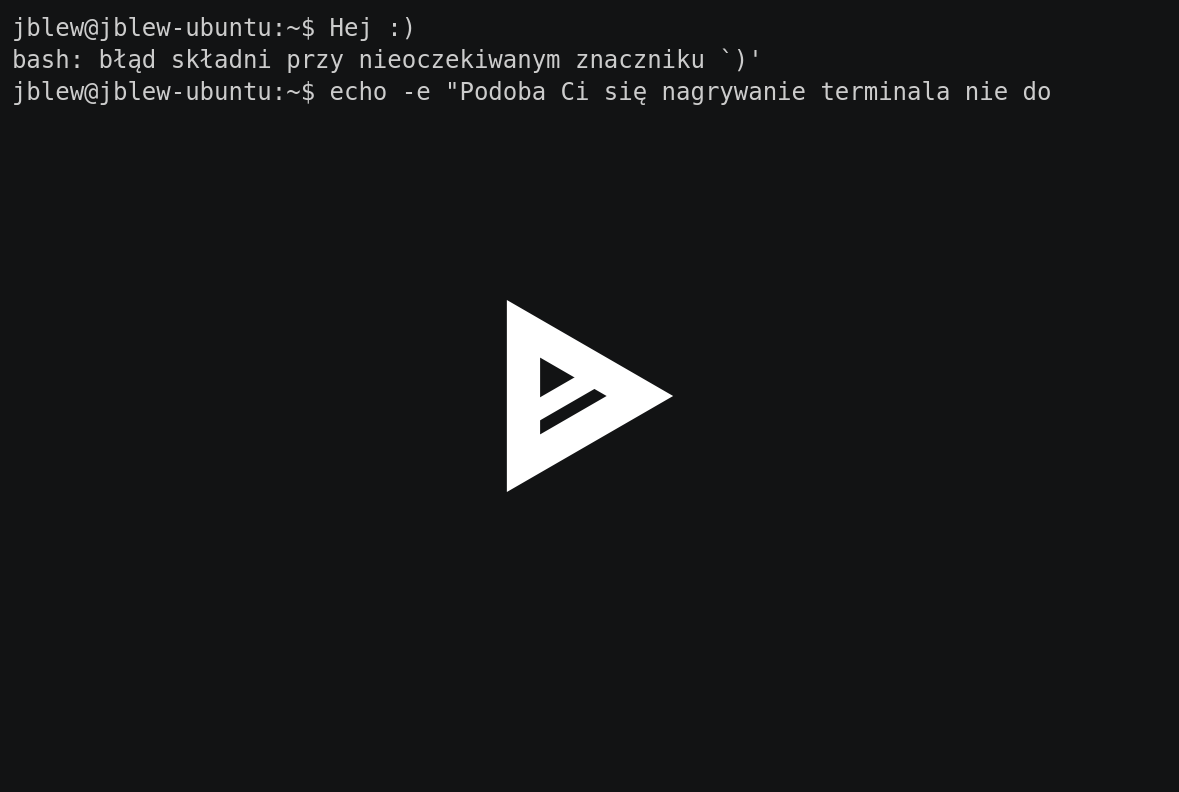 jblew@jblew-ubuntu:~$ Hej :)
bash: błąd składni przy nieoczekiwanym znaczniku `)'
jblew@jblew-ubuntu:~$ echo -e "Podoba Ci się nagrywanie terminala nie do